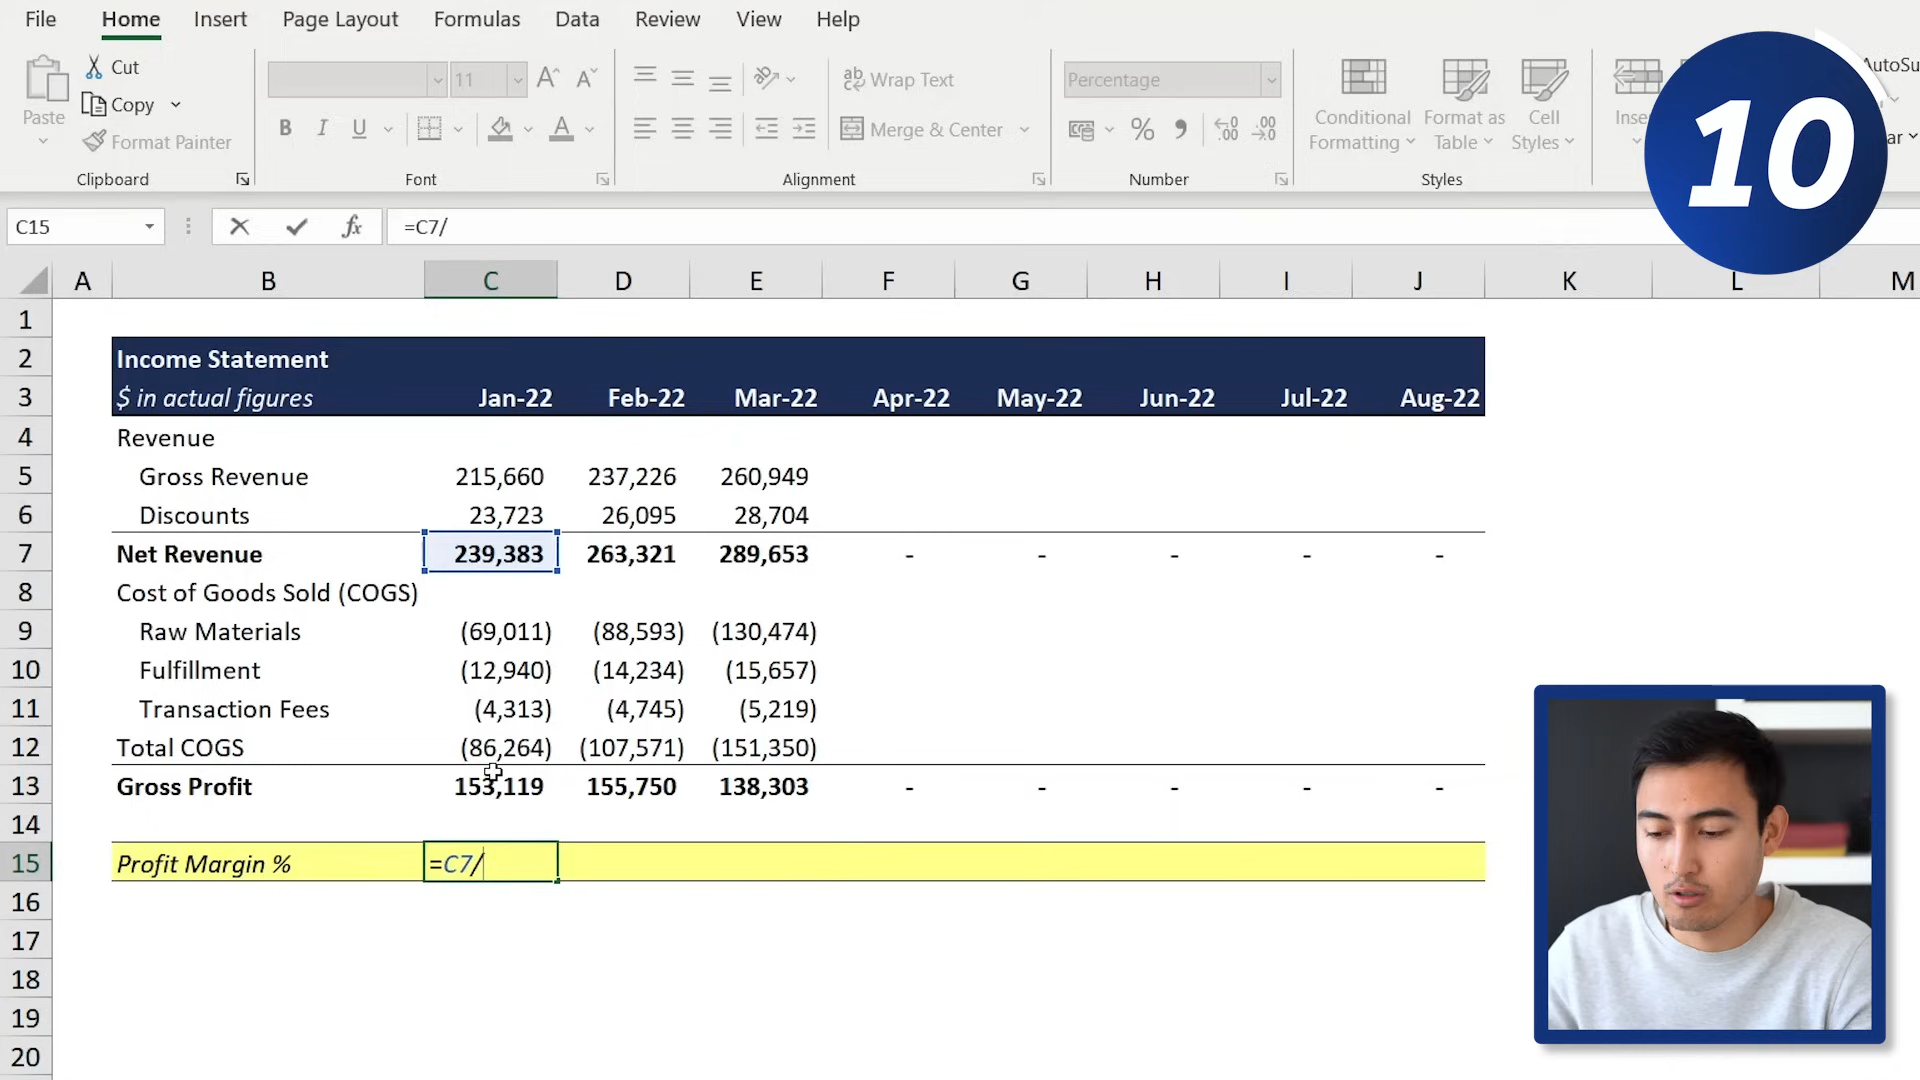 File Home Insert Page Layout Formulas Data Review View Help
Cut
Copy
Paste
Format Painter
Clipboard
11
Font
Wrap Text
Merge & Center
Alignment
Percentage
Number
Conditional Formatting
Format as Table
Cell Styles
Styles
10
C15 fx =C7/
A B C D E F G H I J K L M
1
2 Income Statement
3 $ in actual figures Jan-22 Feb-22 Mar-22 Apr-22 May-22 Jun-22 Jul-22 Aug-22
4 Revenue
5 Gross Revenue 215,660 237,226 260,949
6 Discounts 23,723 26,095 28,704
7 Net Revenue 239,383 263,321 289,653 - - - - -
8 Cost of Goods Sold (COGS)
9 Raw Materials (69,011) (88,593) (130,474)
10 Fulfillment (12,940) (14,234) (15,657)
11 Transaction Fees (4,313) (4,745) (5,219)
12 Total COGS (86,264) (107,571) (151,350)
13 Gross Profit 153,119 155,750 138,303 - - - - -
14
15 Profit Margin % =C7/
16
17
18
19
20